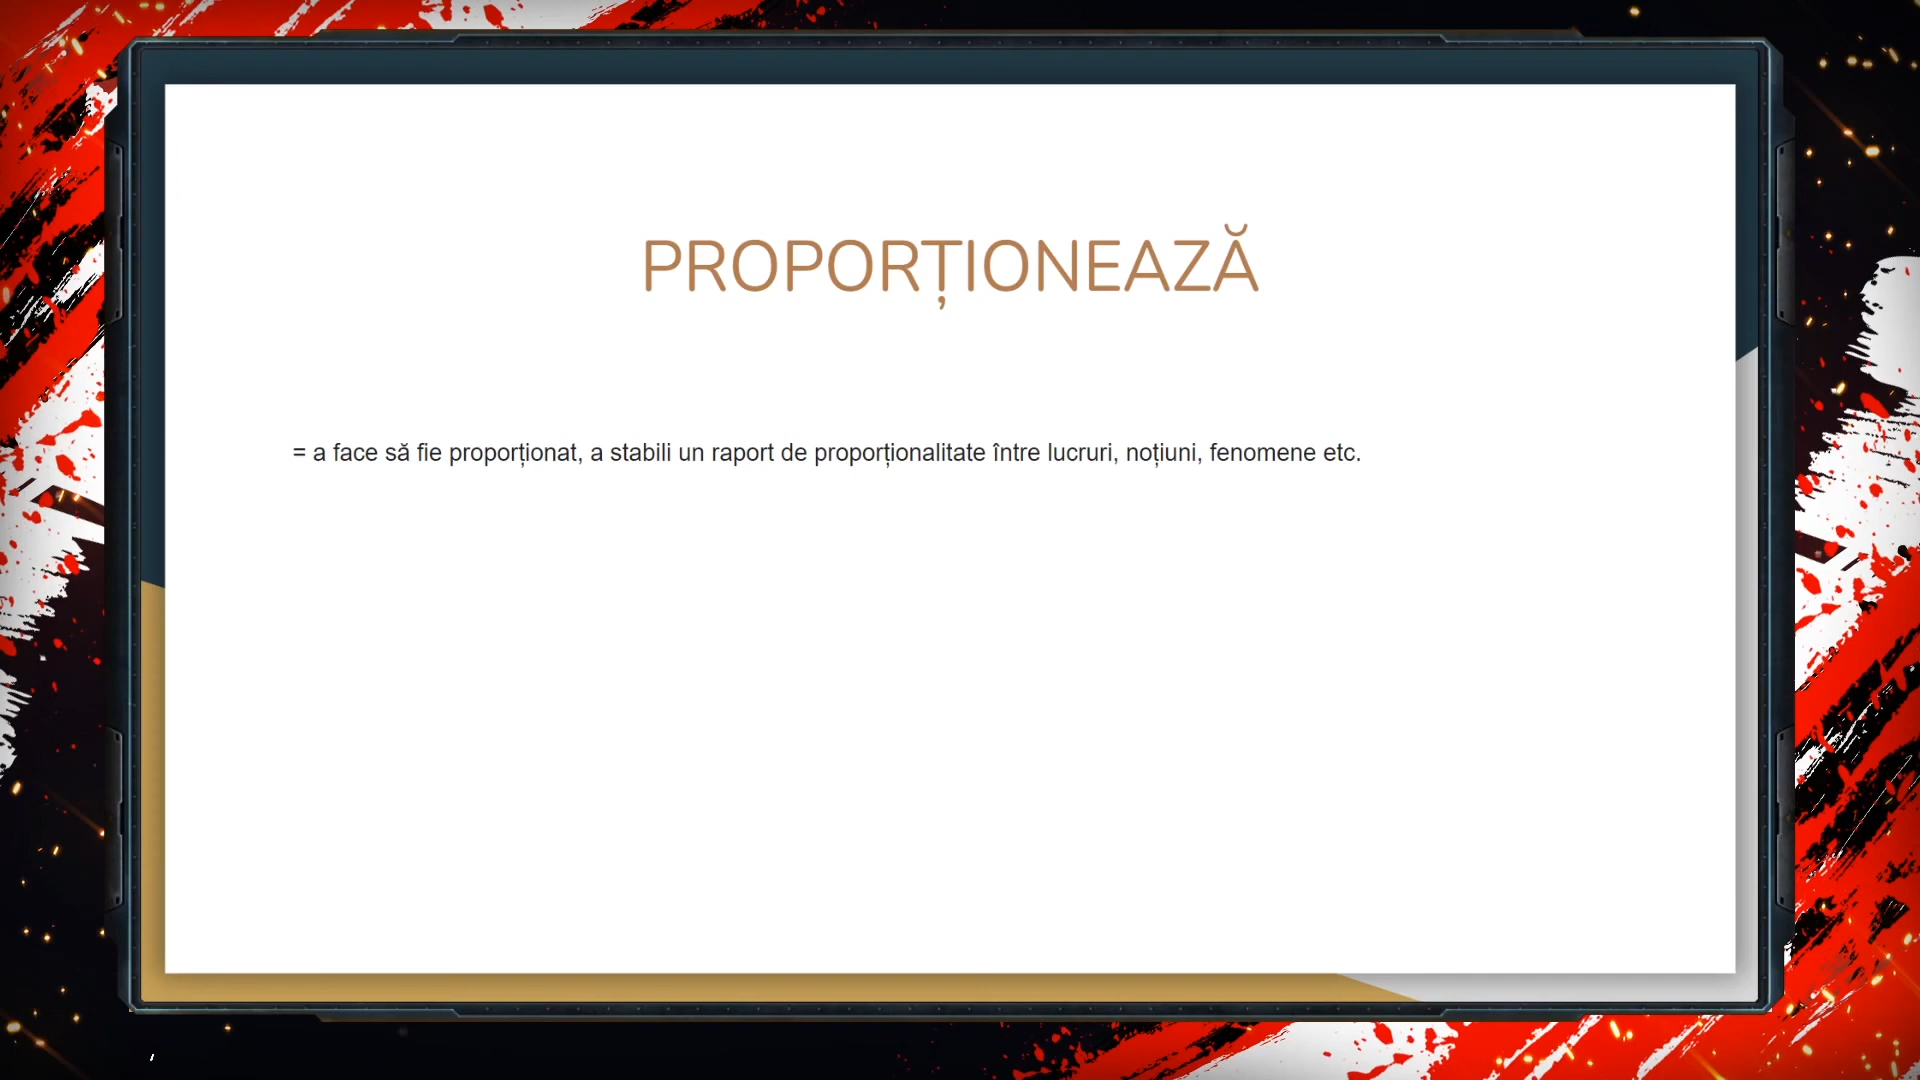 PROPORȚIONEAZĂ
= a face să fie proporționat, a stabili un raport de proporționalitate între lucruri, noțiuni, fenomene etc.